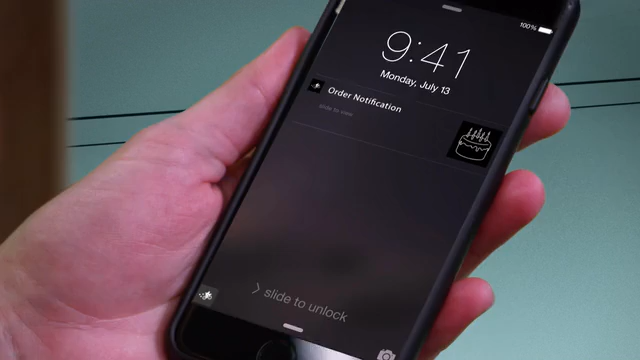 100%
9:41
Monday, July 13
Order Notification
slide to view
> slide to unlock